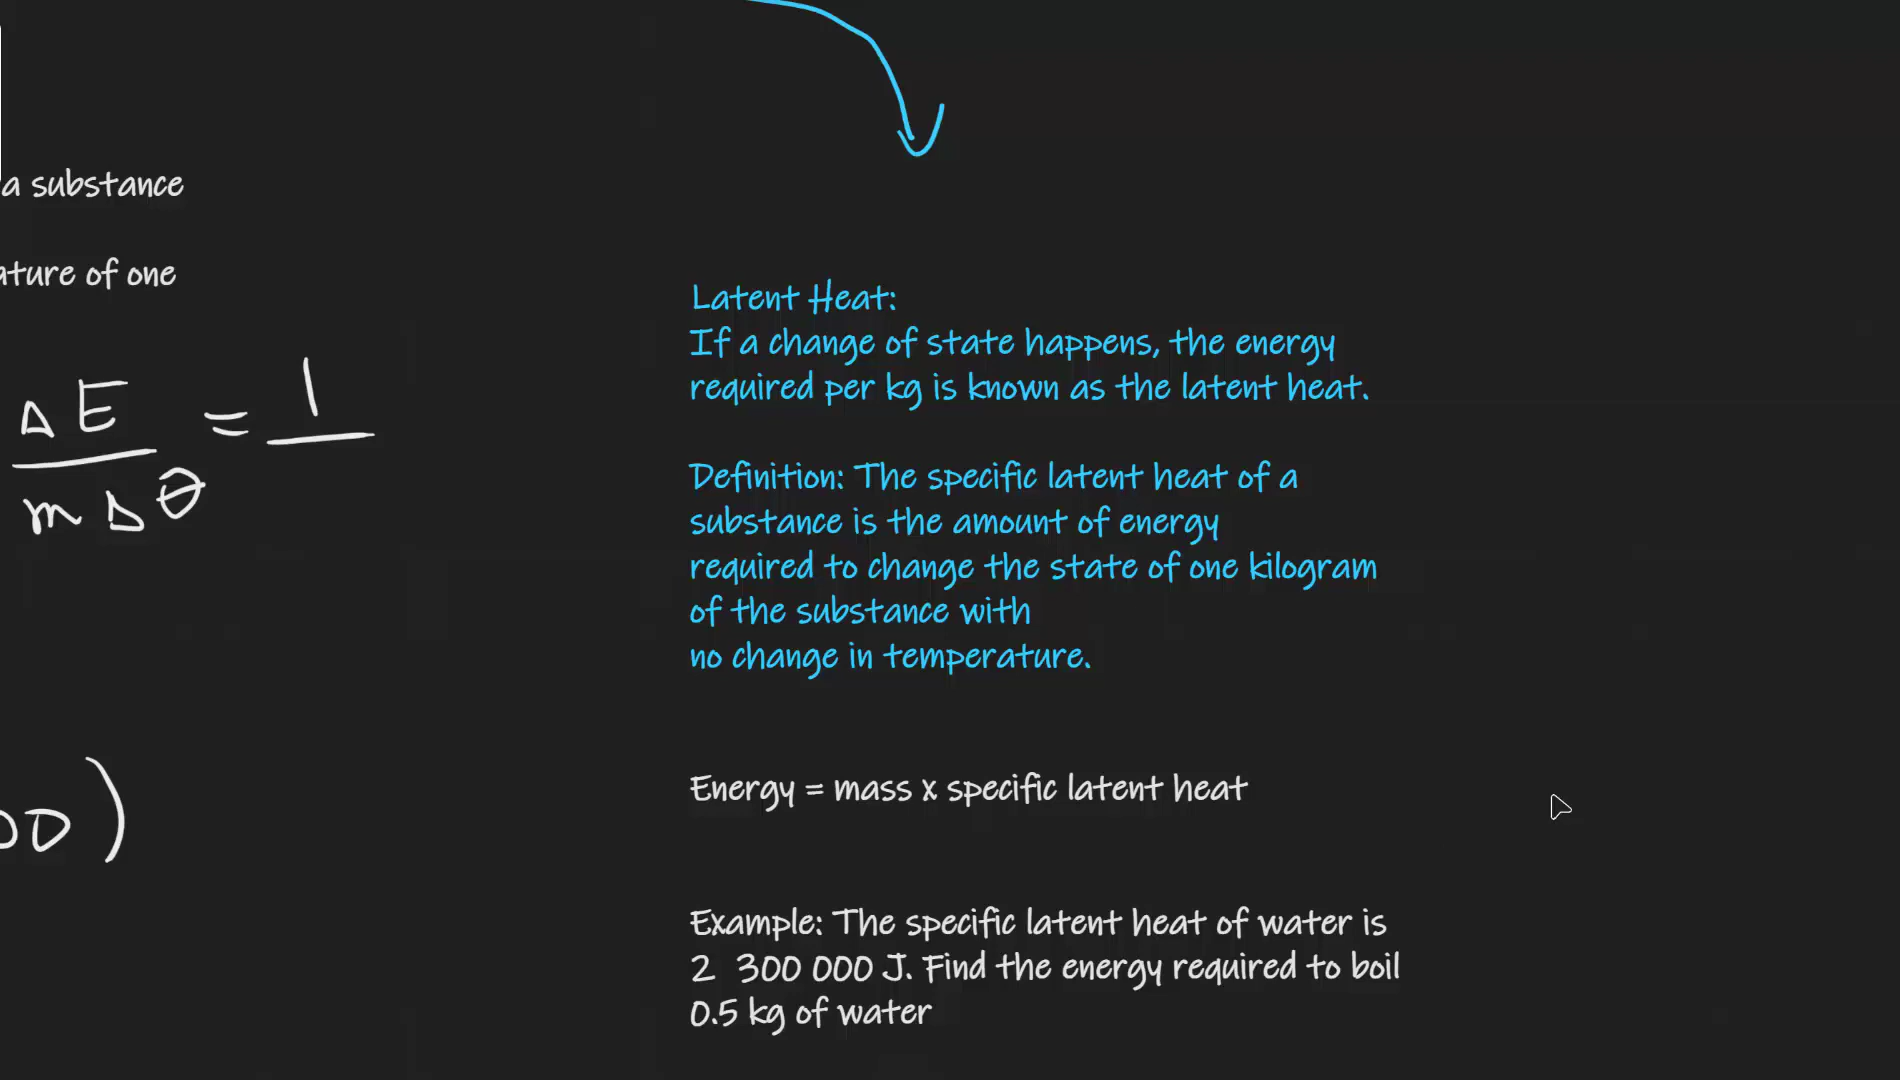 a substance
ature of one
ΔE
= 1
m Δθ
00 )
Latent Heat:
If a change of state happens, the energy
required per kg is known as the latent heat.
Definition: The specific latent heat of a
substance is the amount of energy
required to change the state of one kilogram
of the substance with
no change in temperature.
Energy = mass x specific latent heat
Example: The specific latent heat of water is
2 300 000 J. Find the energy required to boil
0.5 kg of water